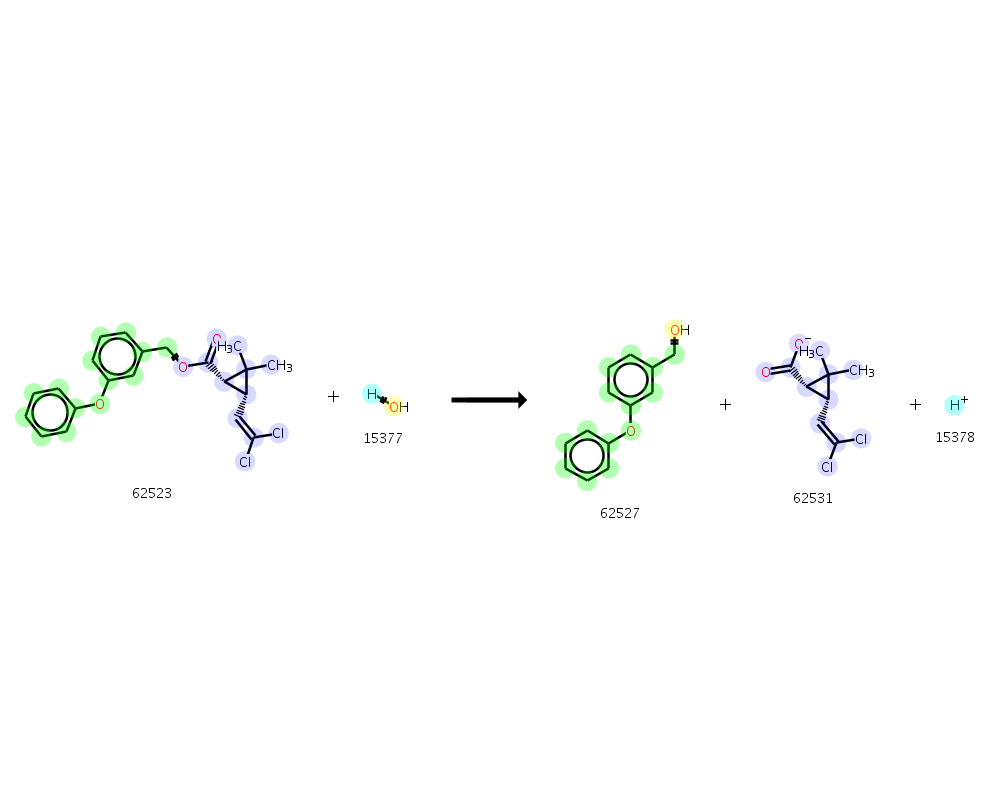 O H₃C CH₃ O O Cl Cl
62523
+
H OH
15377
OH O
62527
+
O⁻ H₃C O CH₃ Cl Cl
62531
+
H⁺
15378